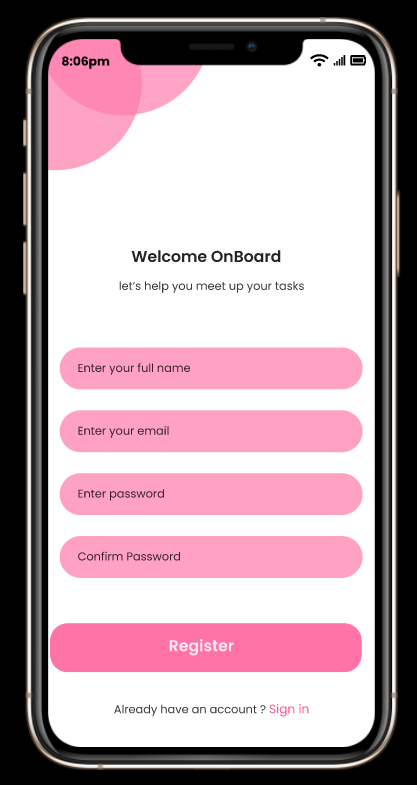 8:06pm
Welcome OnBoard
let’s help you meet up your tasks
Enter your full name
Enter your email
Enter password
Confirm Password
Register
Already have an account ? Sign in